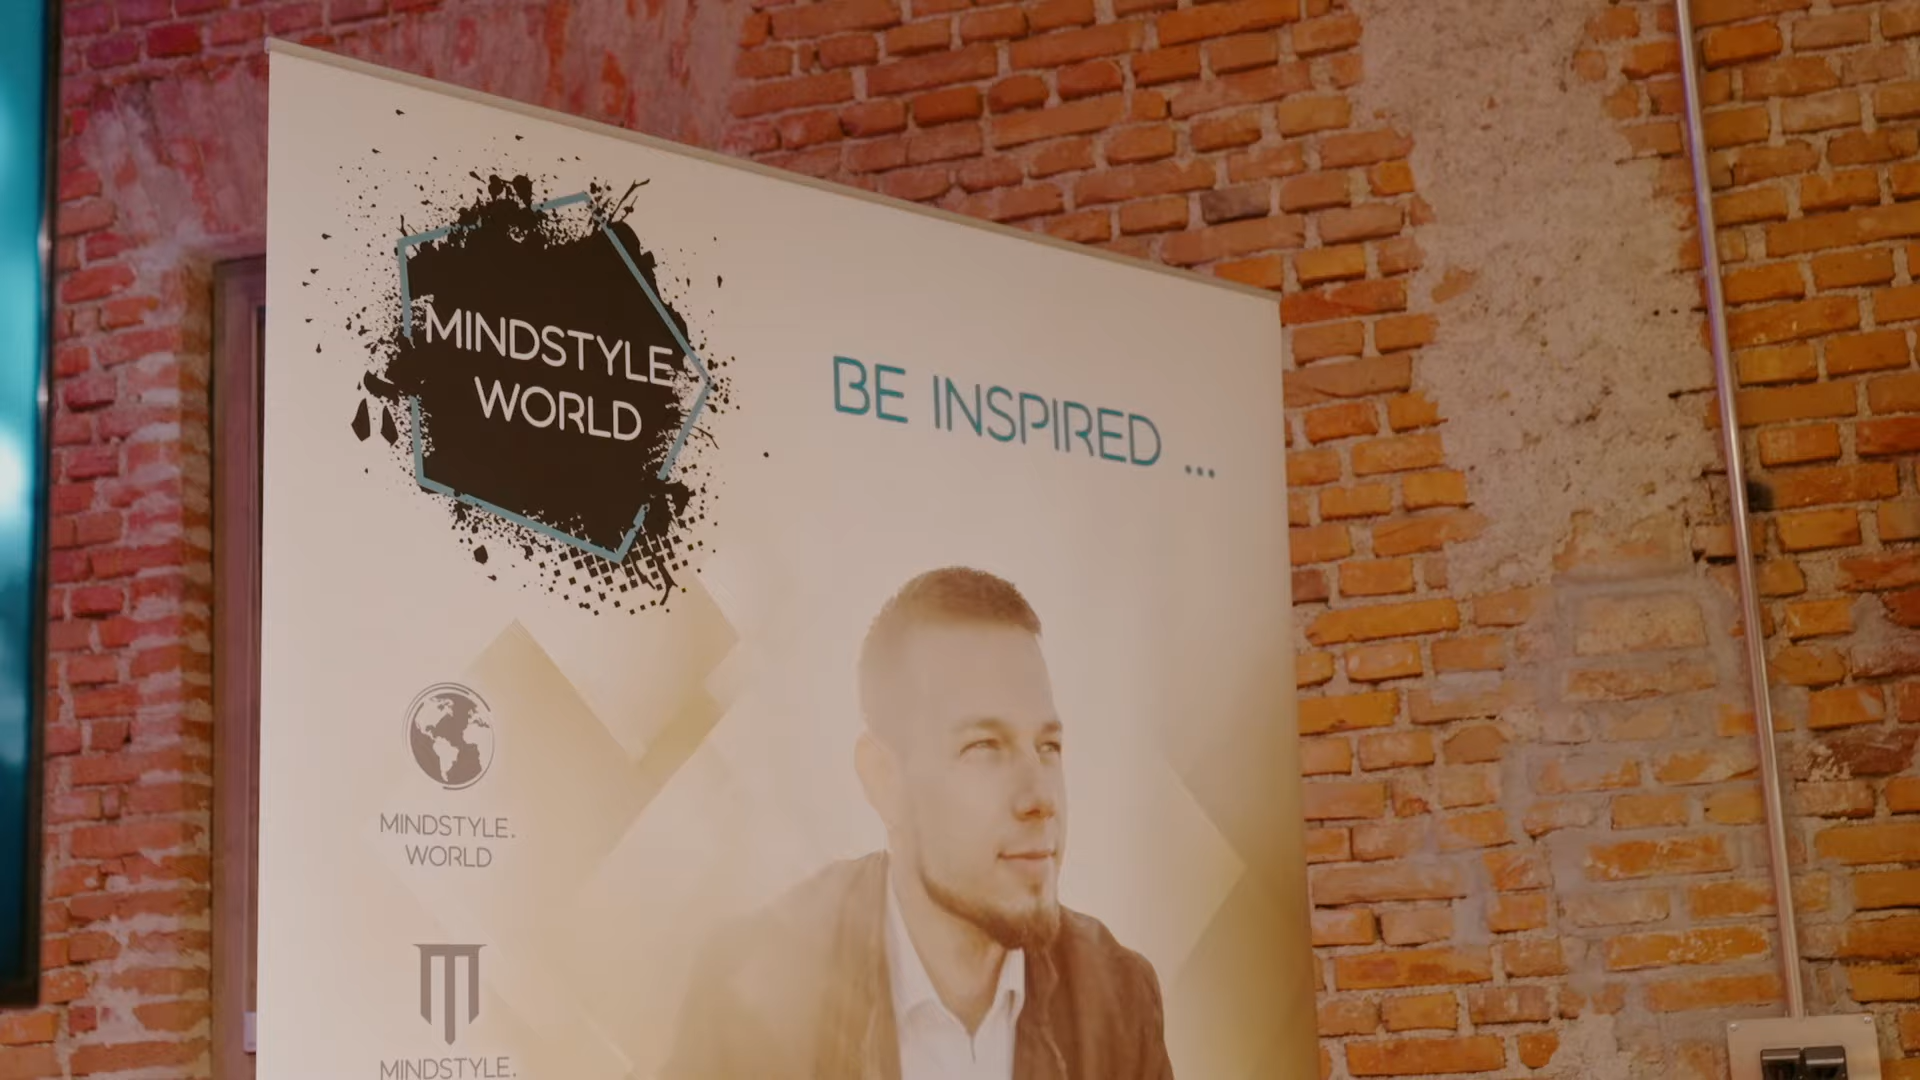 MINDSTYLE
WORLD
BE INSPIRED ...
MINDSTYLE.
WORLD
MINDSTYLE.